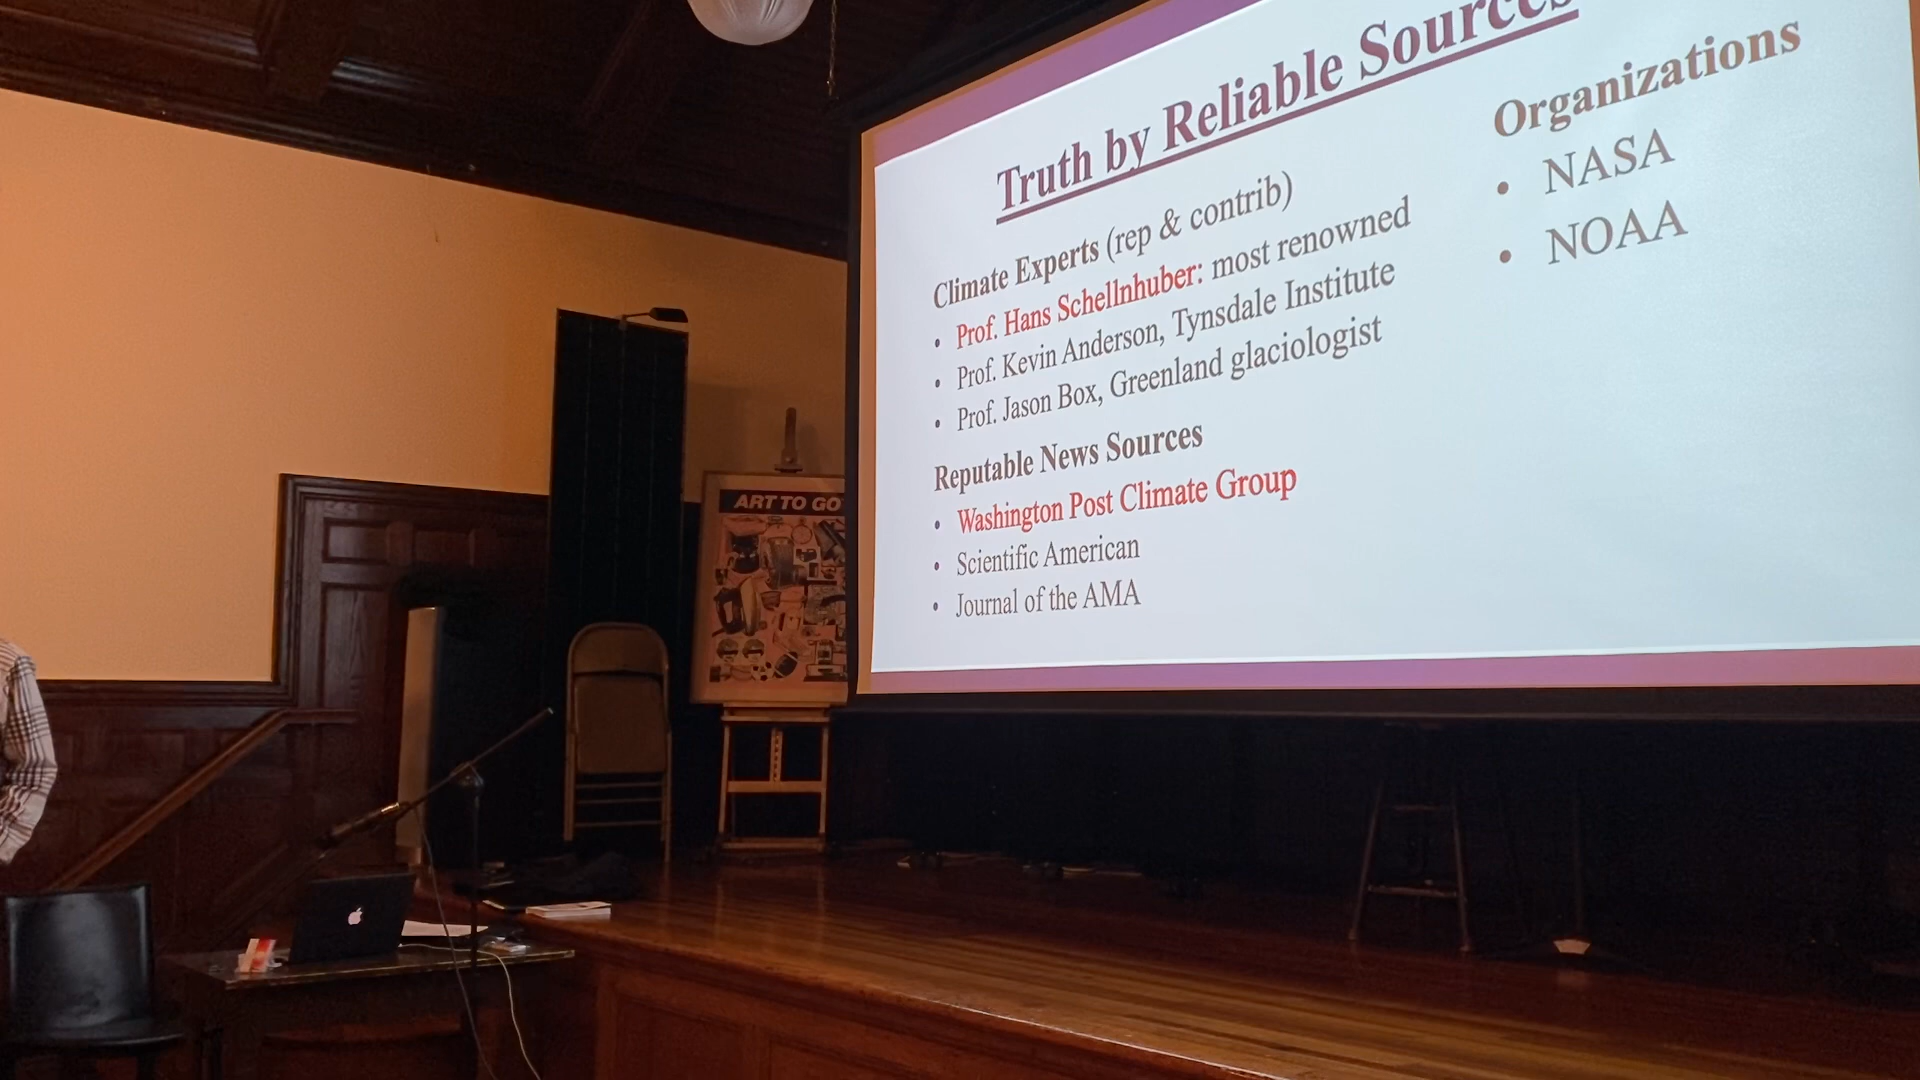 Truth by Reliable Sources
Climate Experts (rep & contrib)
• Prof. Hans Schellnhuber: most renowned
• Prof. Kevin Anderson, Tynsdale Institute
• Prof. Jason Box, Greenland glaciologist
Reputable News Sources
• Washington Post Climate Group
• Scientific American
• Journal of the AMA
Organizations
• NASA
• NOAA
ART TO GO